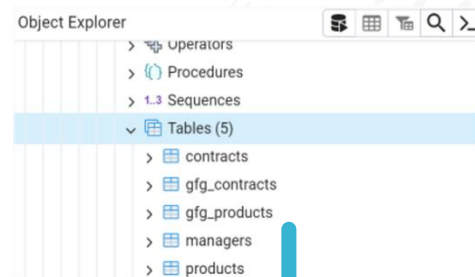 Object Explorer
Operators
Procedures
1..3 Sequences
Tables (5)
contracts
gfg_contracts
gfg_products
managers
products